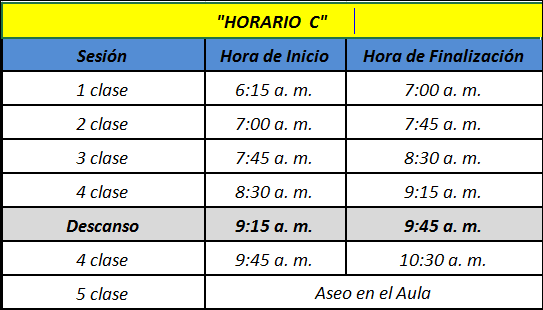 "HORARIO C"
Sesión Hora de Inicio Hora de Finalización
1 clase 6:15 a. m. 7:00 a. m.
2 clase 7:00 a. m. 7:45 a. m.
3 clase 7:45 a. m. 8:30 a. m.
4 clase 8:30 a. m. 9:15 a. m.
Descanso 9:15 a. m. 9:45 a. m.
4 clase 9:45 a. m. 10:30 a. m.
5 clase Aseo en el Aula